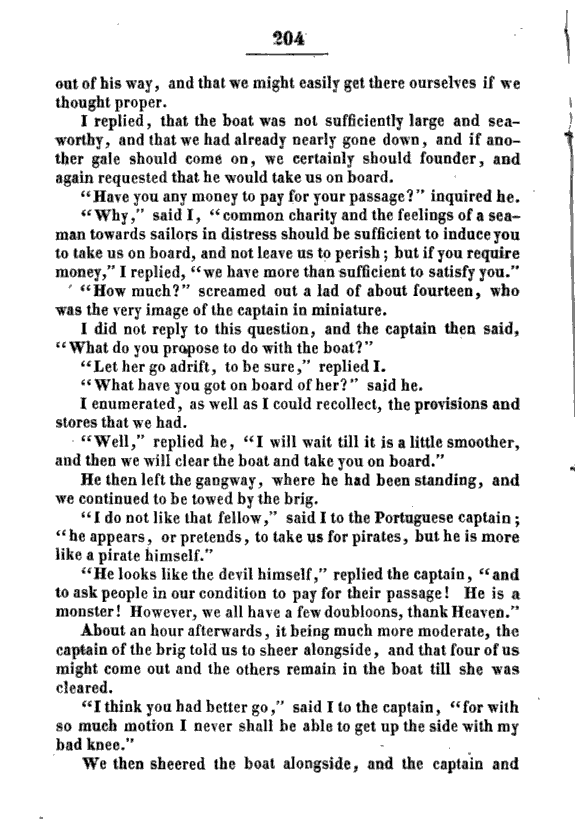 204
out of his way, and that we might easily get there ourselves if we
thought proper.
I replied, that the boat was not sufficiently large and sea-
worthy, and that we had already nearly gone down, and if ano-
ther gale should come on, we certainly should founder, and
again requested that he would take us on board.
“Have you any money to pay for your passage?” inquired he.
“Why,” said I, “common charity and the feelings of a sea-
man towards sailors in distress should be sufficient to induce you
to take us on board, and not leave us to perish; but if you require
money,” I replied, “we have more than sufficient to satisfy you.”
“How much?” screamed out a lad of about fourteen, who
was the very image of the captain in miniature.
I did not reply to this question, and the captain then said,
“What do you propose to do with the boat?”
“Let her go adrift, to be sure,” replied I.
“What have you got on board of her?” said he.
I enumerated, as well as I could recollect, the provisions and
stores that we had.
“Well,” replied he, “I will wait till it is a little smoother,
and then we will clear the boat and take you on board.”
He then left the gangway, where he had been standing, and
we continued to be towed by the brig.
“I do not like that fellow,” said I to the Portuguese captain;
“he appears, or pretends, to take us for pirates, but he is more
like a pirate himself.”
“He looks like the devil himself,” replied the captain, “and
to ask people in our condition to pay for their passage! He is a
monster! However, we all have a few doubloons, thank Heaven.”
About an hour afterwards, it being much more moderate, the
captain of the brig told us to sheer alongside, and that four of us
might come out and the others remain in the boat till she was
cleared.
“I think you had better go,” said I to the captain, “for with
so much motion I never shall be able to get up the side with my
bad knee.”
We then sheered the boat alongside, and the captain and